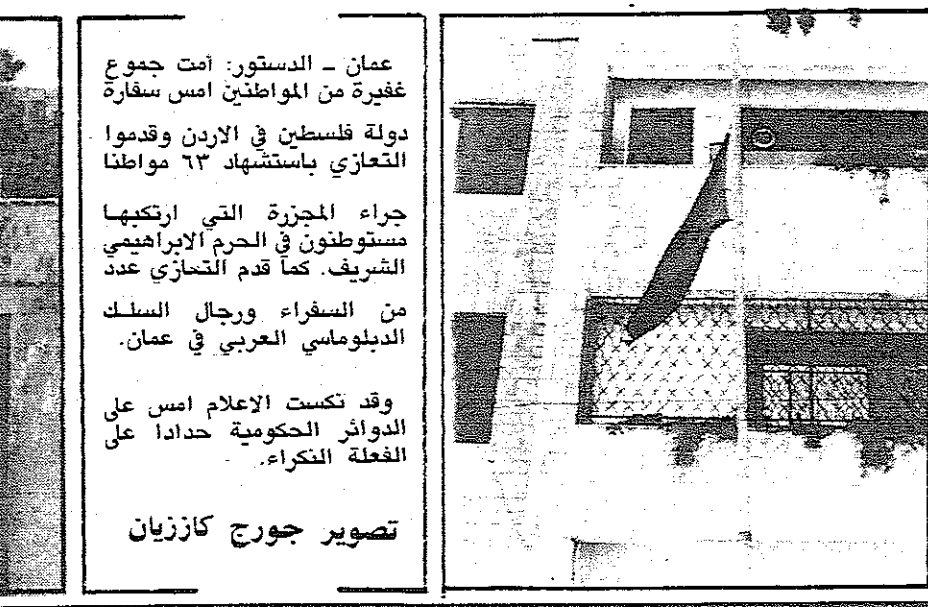 عمان ــ الدستور: أمت جموع
غفيرة من المواطنين امس سفارة
دولة فلسطين في الاردن وقدموا
التعازي باستشهاد ٦٣ مواطنا
جراء المجزرة التي ارتكبها
مستوطنون في الحرم الابراهيمي
الشريف. كما قدم التعازي عدد
من السفراء ورجال السلك
الدبلوماسي العربي في عمان.
وقد نكست الاعلام امس على
الدوائر الحكومية حدادا على
الفعلة النكراء.
تصوير جورج كاززيان